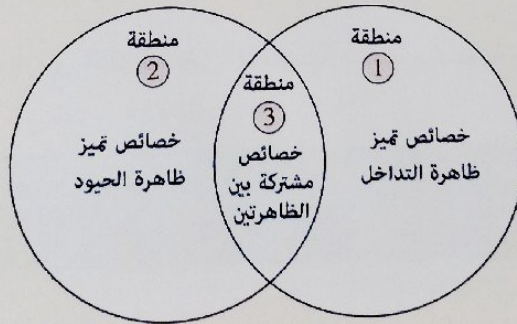 منطقة
1
خصائص تميز
ظاهرة التداخل
منطقة
2
خصائص تميز
ظاهرة الحيود
منطقة
3
خصائص
مشتركة بين
الظاهرتين